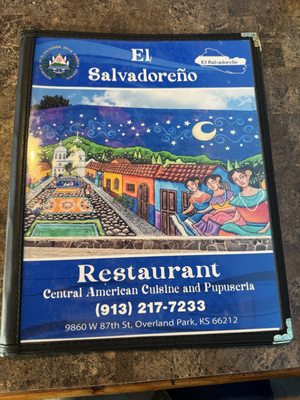 El
Salvadoreño
El Salvadoreño
Restaurant
Central American Cuisine and Pupuseria
(913) 217-7233
9860 W 87th St, Overland Park, KS 66212